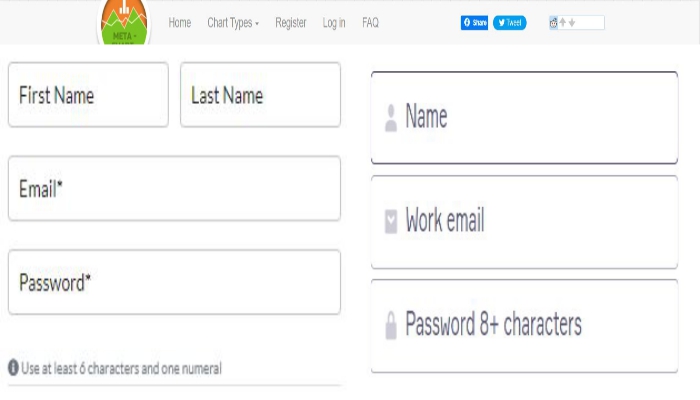 META -
Home Chart Types Register Log in FAQ Share Tweet
First Name Last Name
Email*
Password*
Use at least 6 characters and one numeral
Name
Work email
Password 8+ characters